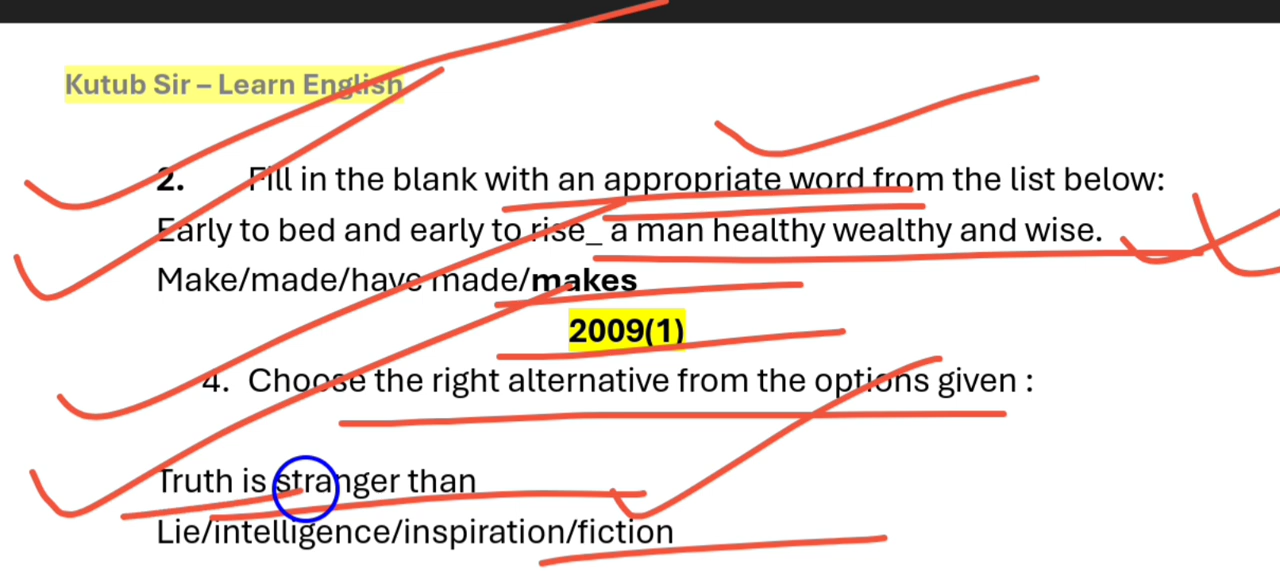 Kutub Sir – Learn English
2. Fill in the blank with an appropriate word from the list below:
Early to bed and early to rise_ a man healthy wealthy and wise.
Make/made/have made/makes
2009(1)
4. Choose the right alternative from the options given :
Truth is stranger than
Lie/intelligence/inspiration/fiction